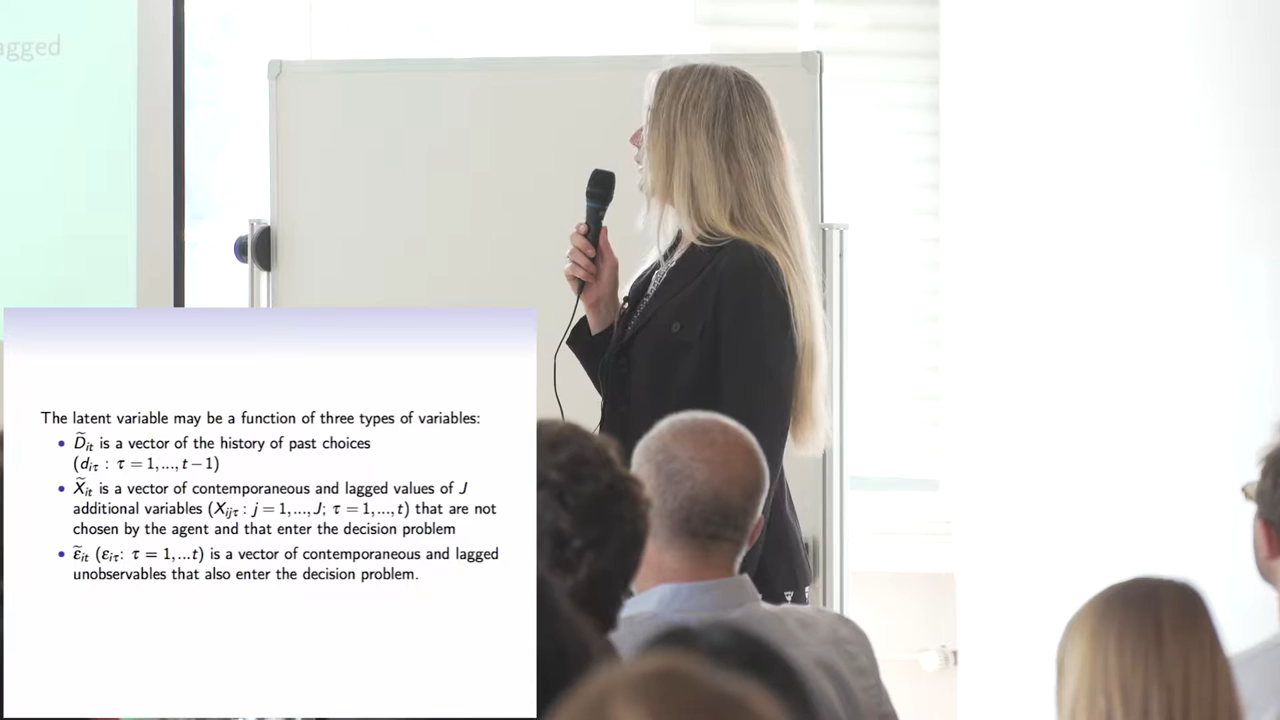 The latent variable may be a function of three types of variables:
• D̃ᵢₜ is a vector of the history of past choices
(dᵢτ : τ = 1,...,t−1)
• X̃ᵢₜ is a vector of contemporaneous and lagged values of J
additional variables (Xᵢⱼτ : j = 1,...,J; τ = 1,...,t) that are not
chosen by the agent and that enter the decision problem
• ε̃ᵢₜ (εᵢτ: τ = 1,...t) is a vector of contemporaneous and lagged
unobservables that also enter the decision problem.